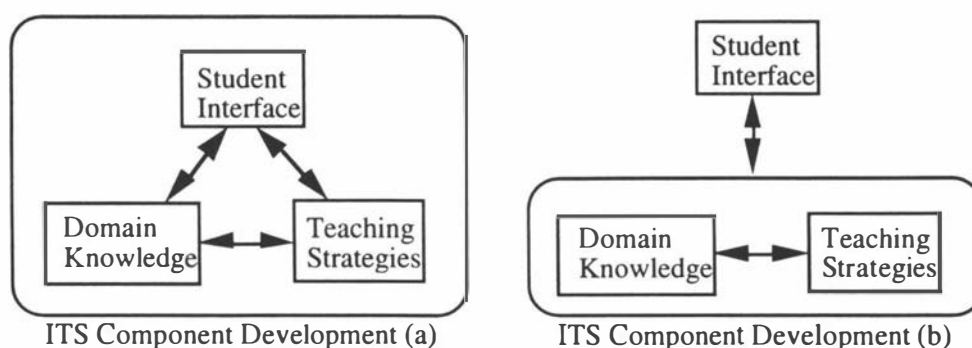 Student
Interface
Domain
Knowledge
Teaching
Strategies
ITS Component Development (a)
Student
Interface
Domain
Knowledge
Teaching
Strategies
ITS Component Development (b)